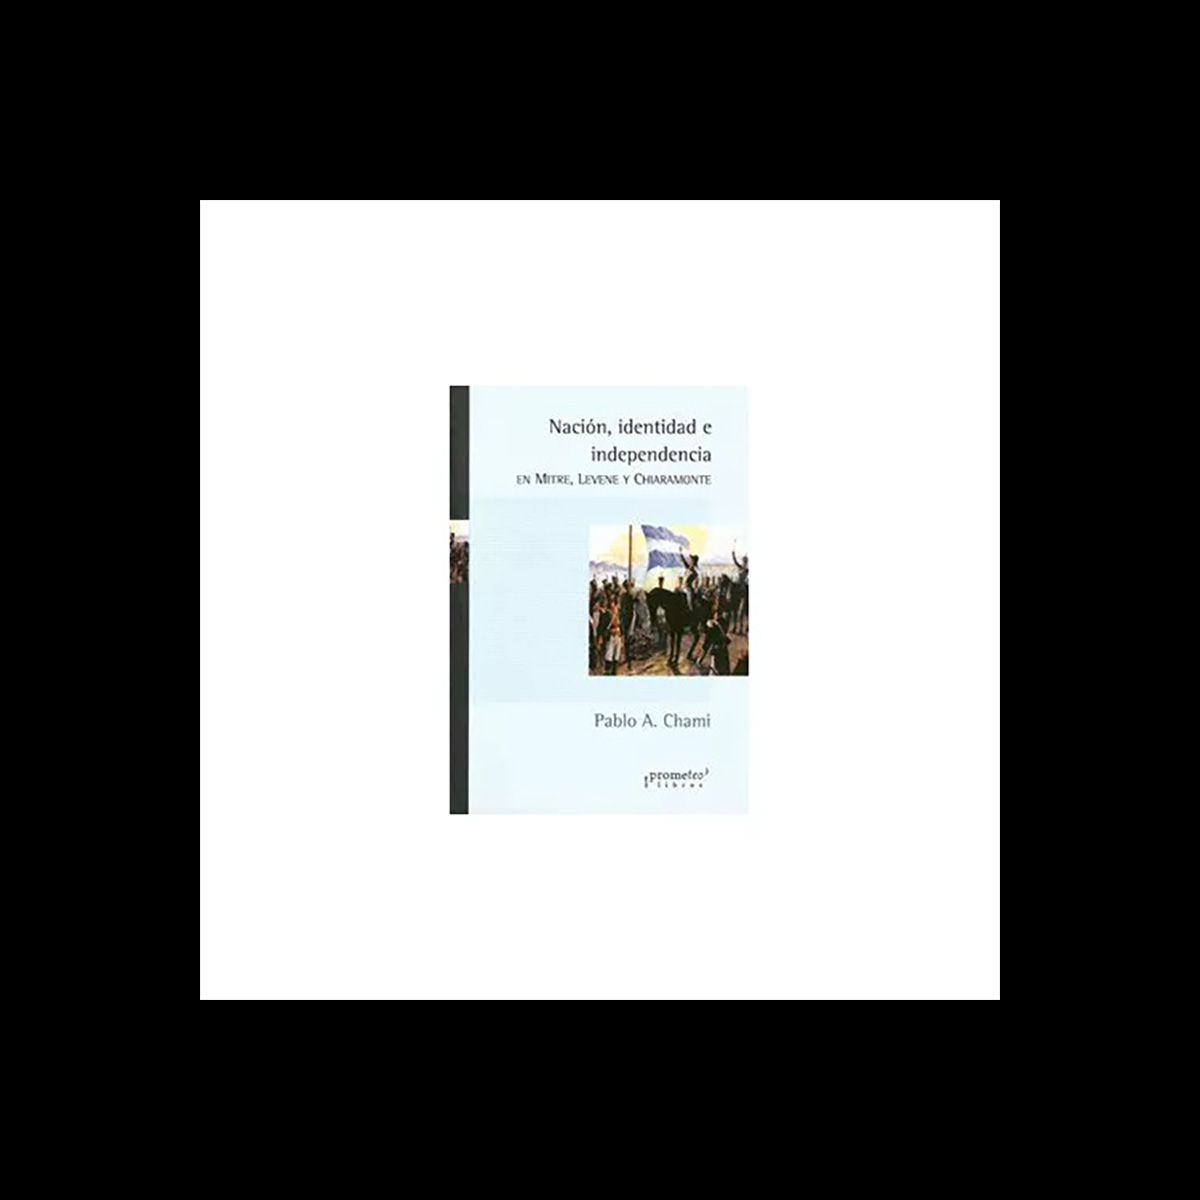 Nación, identidad e
independencia
EN MITRE, LEVENE Y CHIARAMONTE
Pablo A. Chami
prometeo
libros